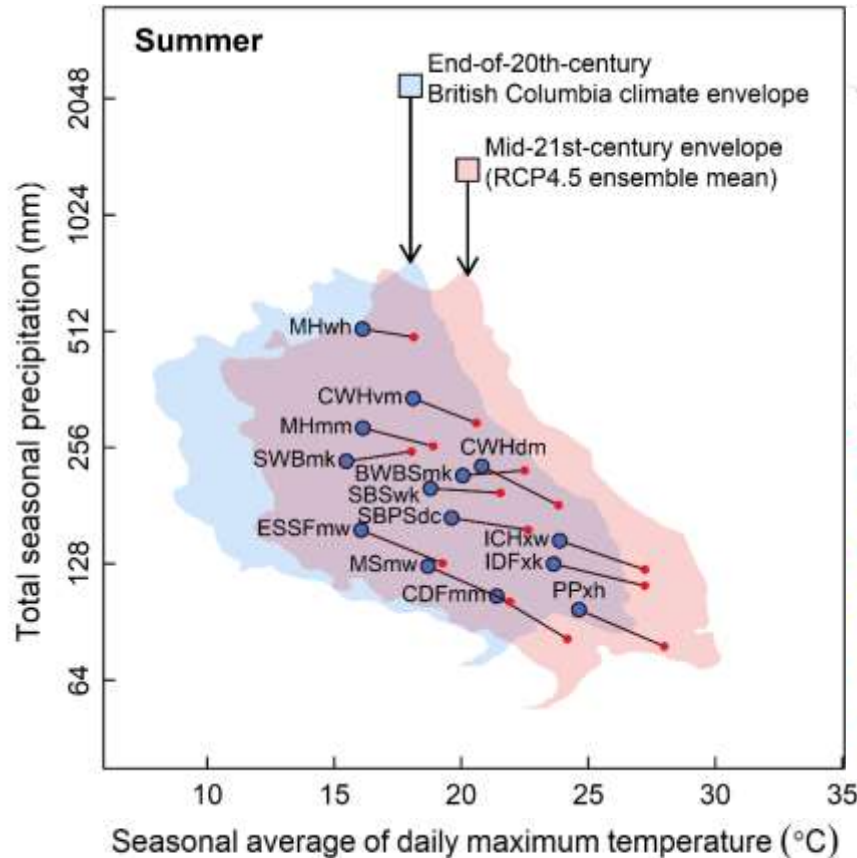 Summer
End-of-20th-century
British Columbia climate envelope
Mid-21st-century envelope
(RCP4.5 ensemble mean)
Total seasonal precipitation (mm)
2048
1024
512
256
128
64
MHwh
CWHvm
MHmm
CWHdm
SWBmk
BWBSmk
SBSwk
SBPSdc
ESSFmw
ICHxw
MSmw
IDFxk
CDFmm
PPxh
10 15 20 25 30 35
Seasonal average of daily maximum temperature (°C)